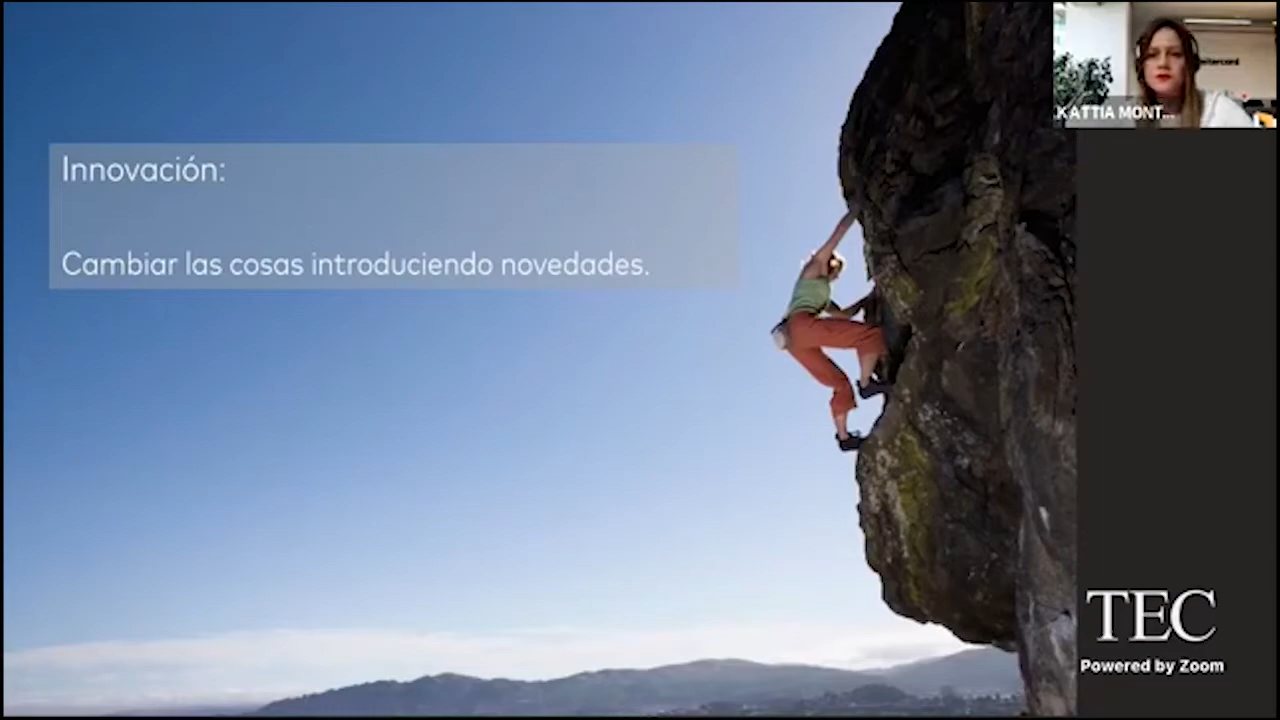 Innovación:
Cambiar las cosas introduciendo novedades.
KATTIA MONT...
TEC
Powered by Zoom